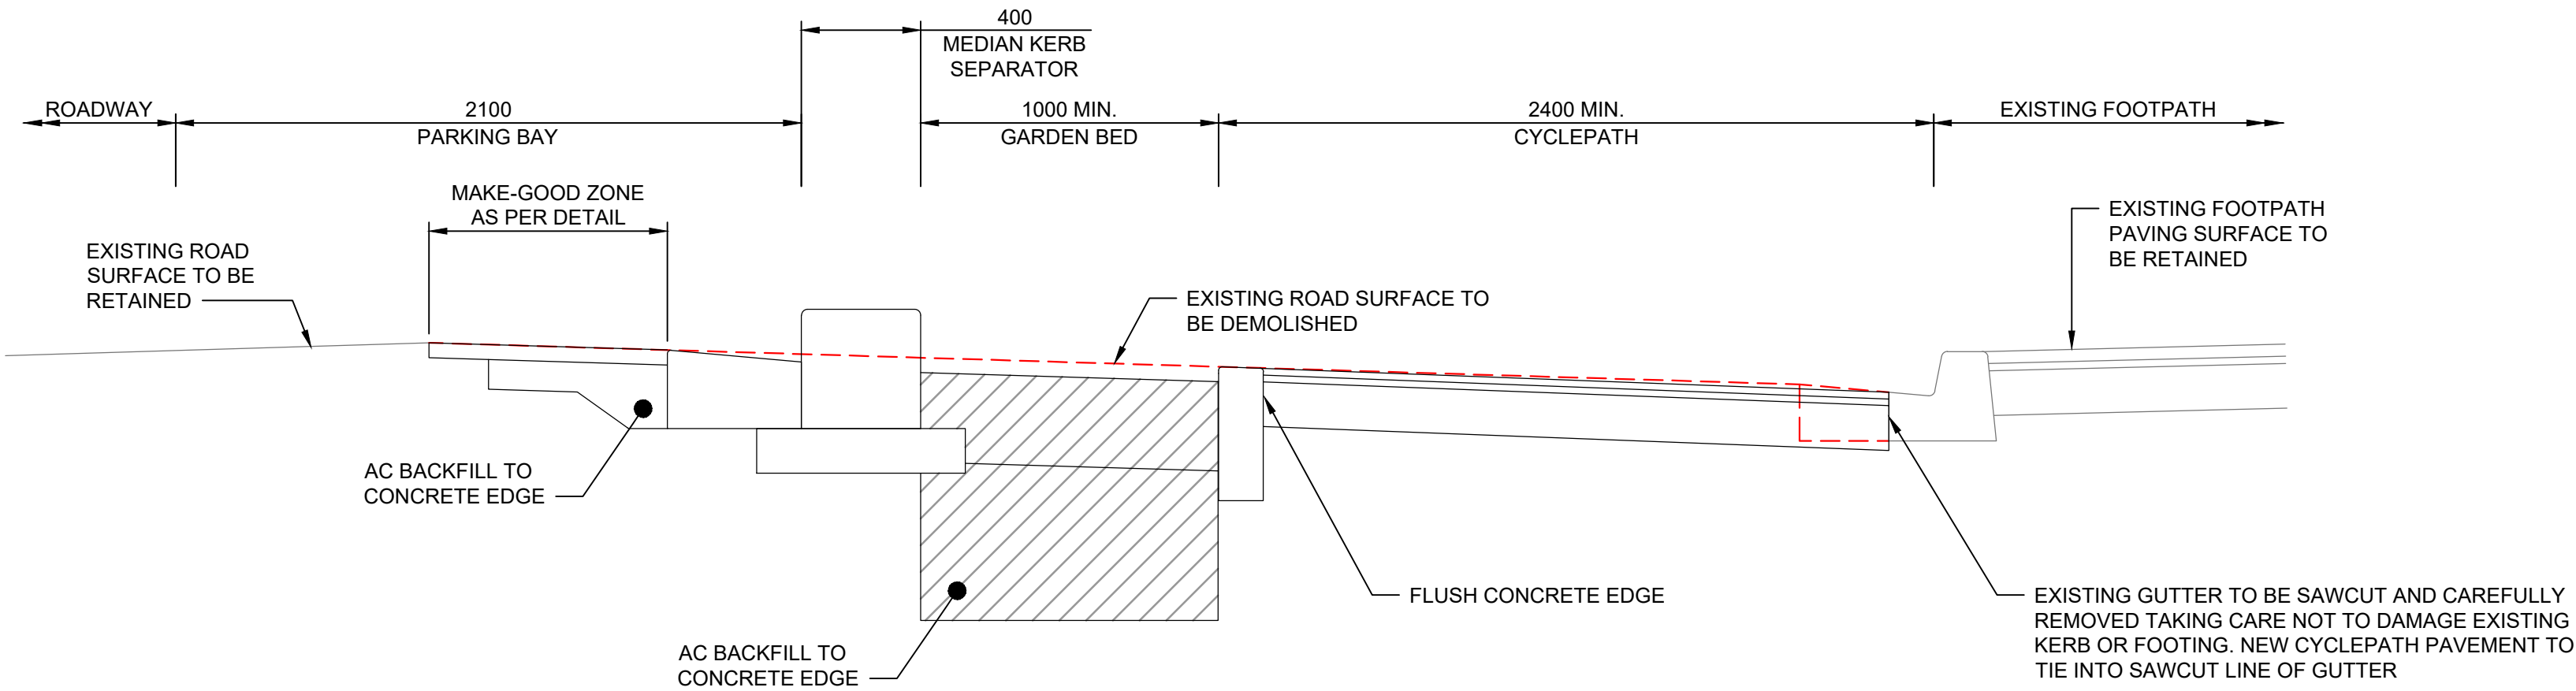 400
MEDIAN KERB
SEPARATOR
ROADWAY
2100
PARKING BAY
1000 MIN.
GARDEN BED
2400 MIN.
CYCLEPATH
EXISTING FOOTPATH
MAKE-GOOD ZONE
AS PER DETAIL
EXISTING ROAD
SURFACE TO BE
RETAINED
EXISTING ROAD SURFACE TO
BE DEMOLISHED
EXISTING FOOTPATH
PAVING SURFACE TO
BE RETAINED
AC BACKFILL TO
CONCRETE EDGE
AC BACKFILL TO
CONCRETE EDGE
FLUSH CONCRETE EDGE
EXISTING GUTTER TO BE SAWCUT AND CAREFULLY
REMOVED TAKING CARE NOT TO DAMAGE EXISTING
KERB OR FOOTING. NEW CYCLEPATH PAVEMENT TO
TIE INTO SAWCUT LINE OF GUTTER